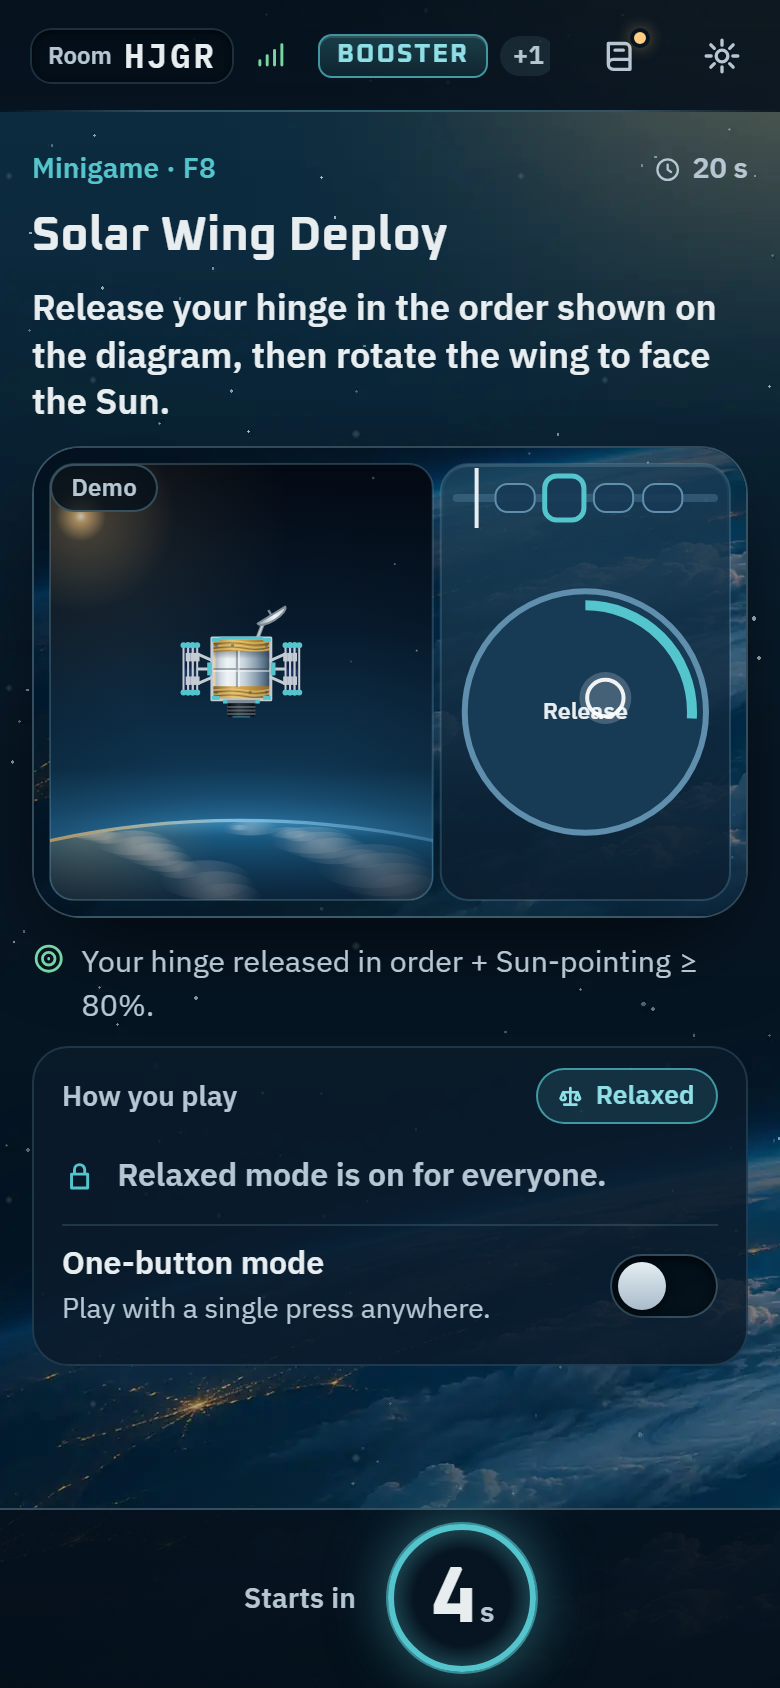 Room HJGR BOOSTER +1
Minigame · F8 20 s
Solar Wing Deploy
Release your hinge in the order shown on
the diagram, then rotate the wing to face
the Sun.
Demo
Release
Your hinge released in order + Sun-pointing ≥
80%.
How you play Relaxed
Relaxed mode is on for everyone.
One-button mode
Play with a single press anywhere.
Starts in 4 s